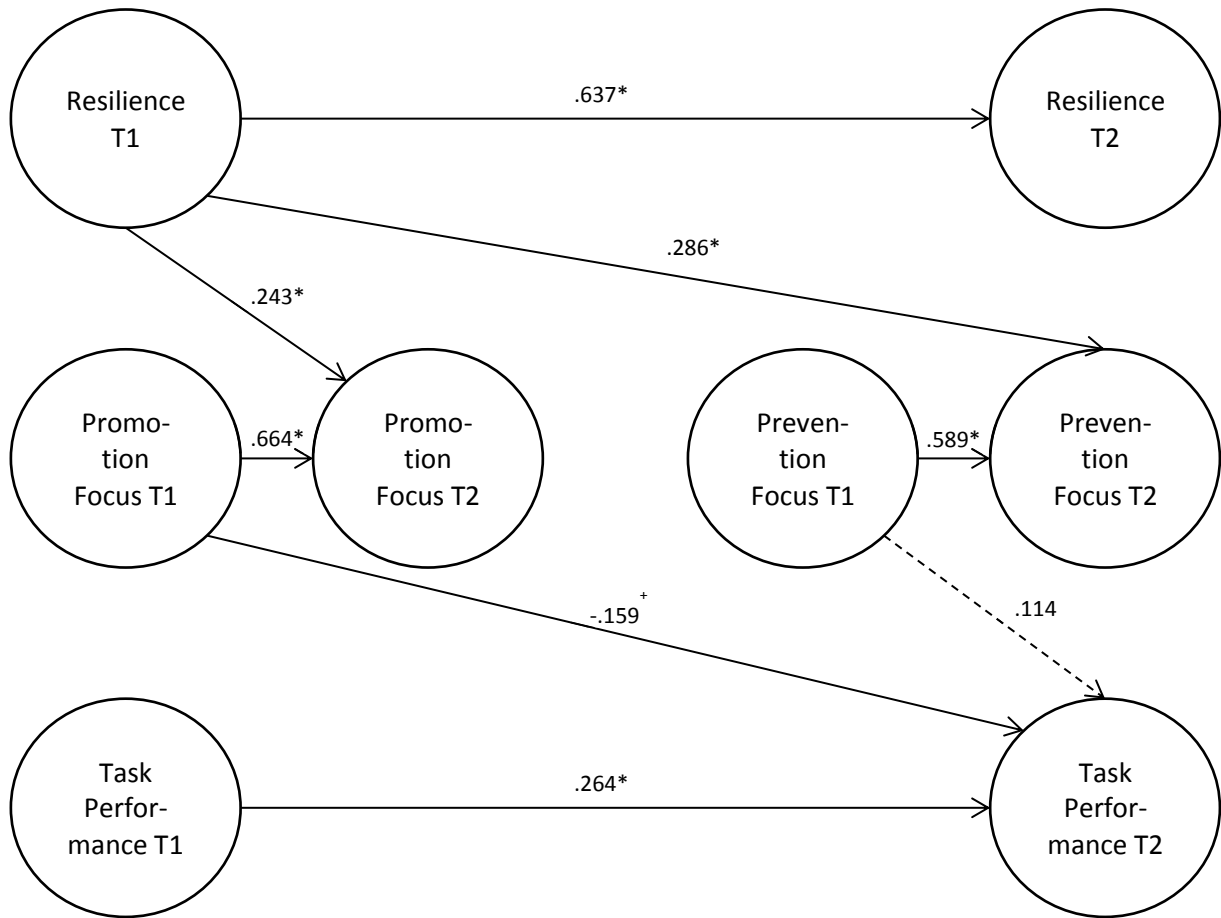 Resilience
T1
.637*
Resilience
T2
.286*
.243*
Promo-
tion
Focus T1
.664*
Promo-
tion
Focus T2
Preven-
tion
Focus T1
.589*
Preven-
tion
Focus T2
-.159+
.114
Task
Perfor-
mance T1
.264*
Task
Perfor-
mance T2